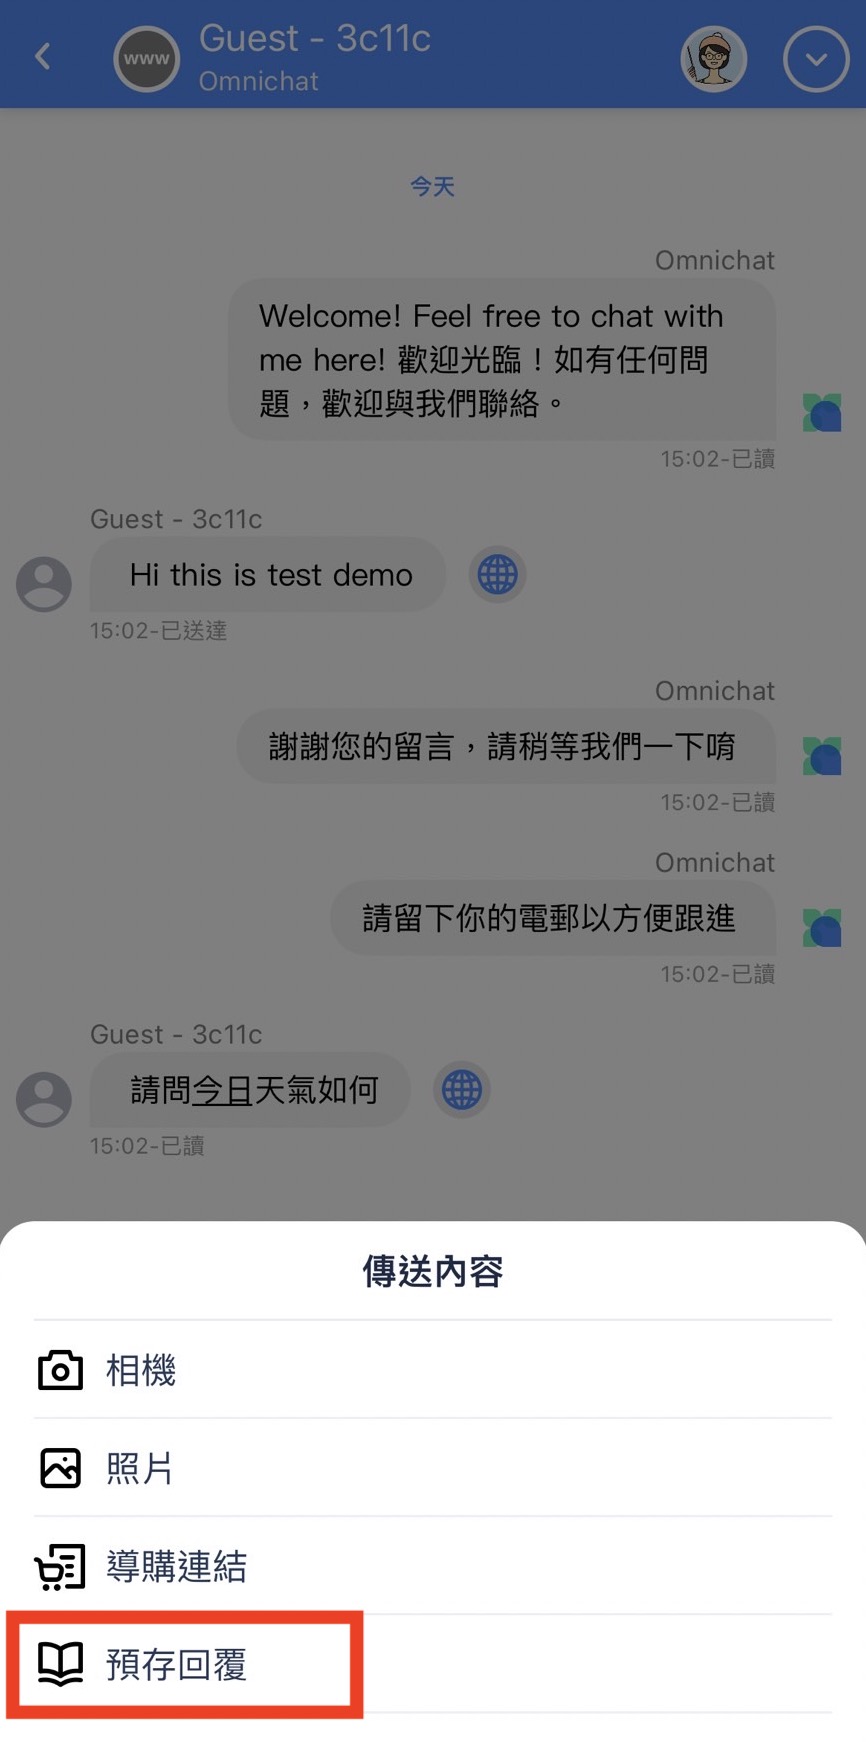 Guest - 3c11c
www
Omnichat
今天
Omnichat
Welcome! Feel free to chat with
me here! 歡迎光臨！如有任何問
題，歡迎與我們聯絡。
15:02-已讀
Guest - 3c11c
Hi this is test demo
15:02-已送達
Omnichat
謝謝您的留言，請稍等我們一下唷
15:02-已讀
Omnichat
請留下你的電郵以方便跟進
15:02-已讀
Guest - 3c11c
請問今日天氣如何
15:02-已讀
傳送內容
相機
照片
導購連結
預存回覆